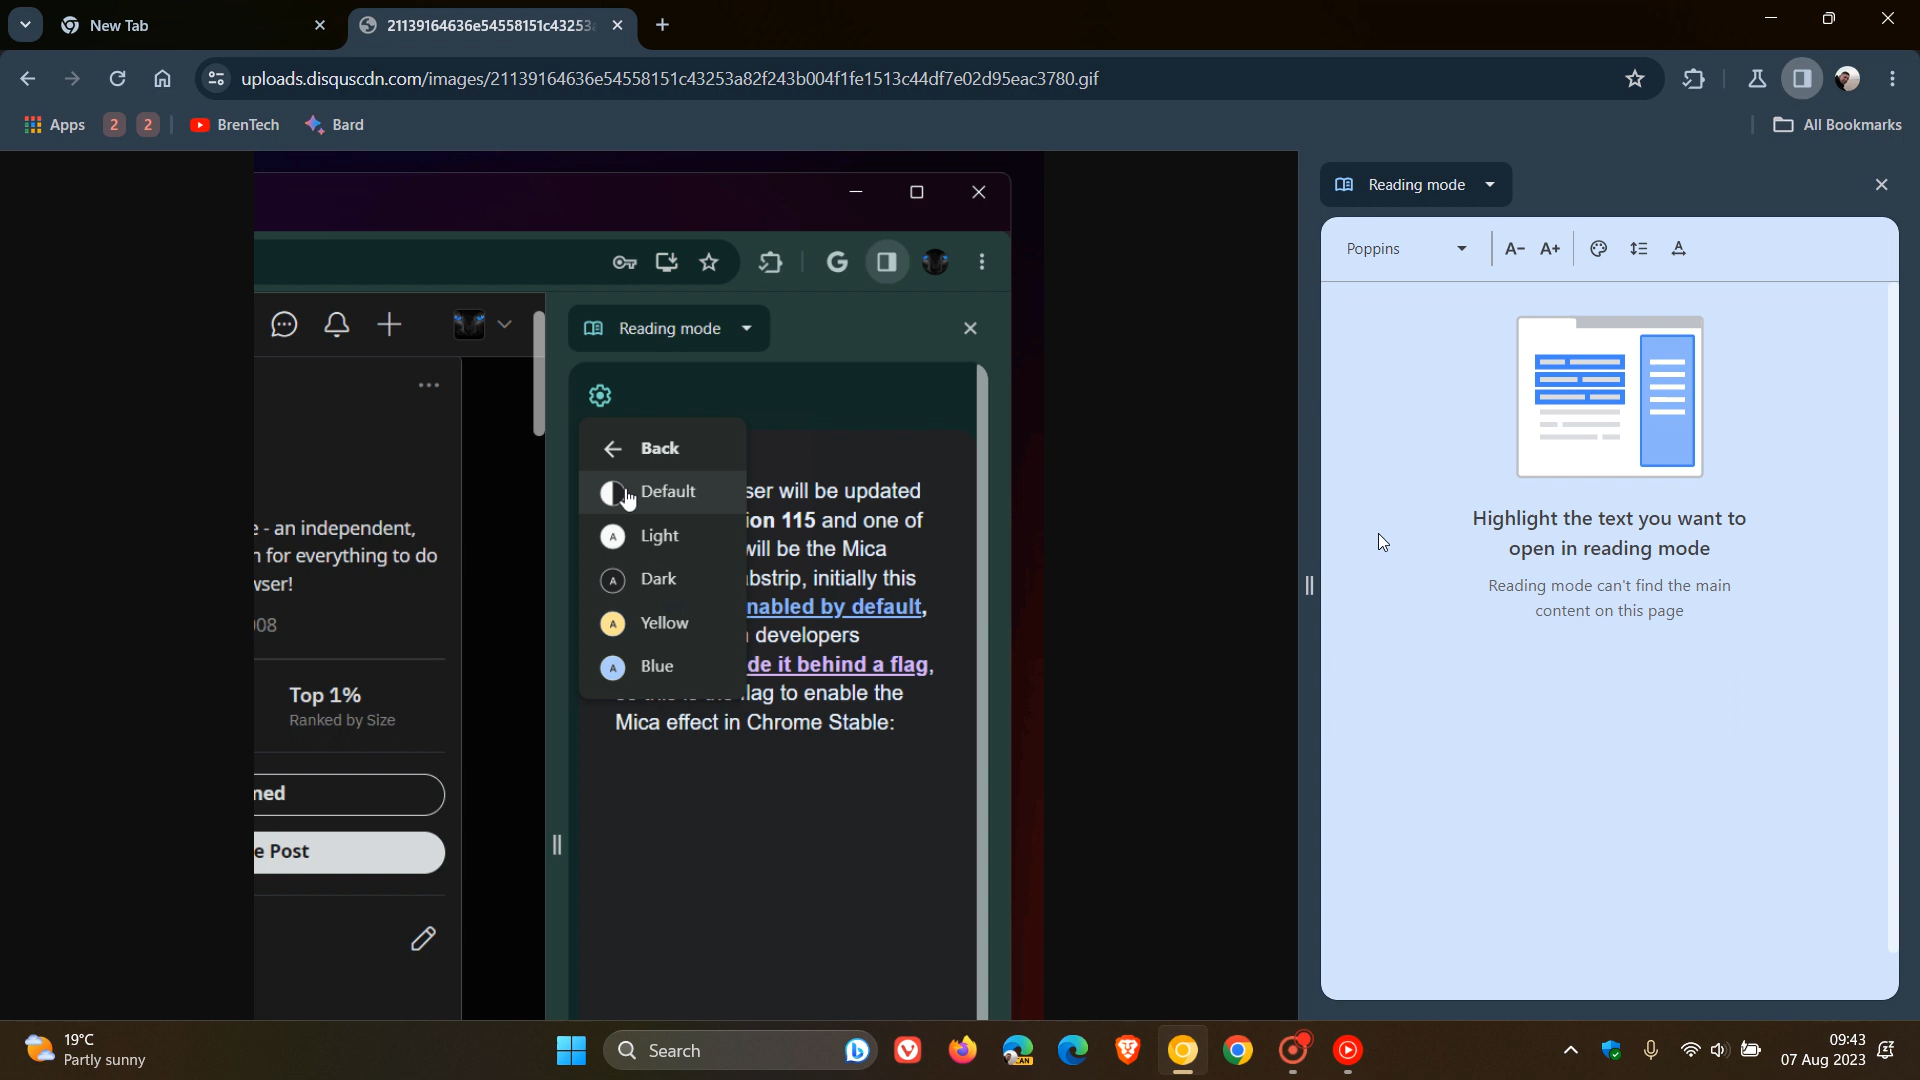 New Tab
21139164636e54558151c43253
uploads.disquscdn.com/images/21139164636e54558151c43253a82f243b004f1fe1513c44df7e02d95eac3780.gif
Apps 2 2 BrenTech Bard All Bookmarks
Reading mode
Poppins A- A+
Highlight the text you want to
open in reading mode
Reading mode can't find the main
content on this page
Reading mode
Back
Default
Light
Dark
Yellow
Blue
ser will be updated
ion 115 and one of
will be the Mica
bstrip, initially this
nabled by default,
developers
de it behind a flag,
lag to enable the
Mica effect in Chrome Stable:
e - an independent,
n for everything to do
wser!
08
Top 1%
Ranked by Size
ned
e Post
19°C
Partly sunny
Search
CAN
09:43
07 Aug 2023